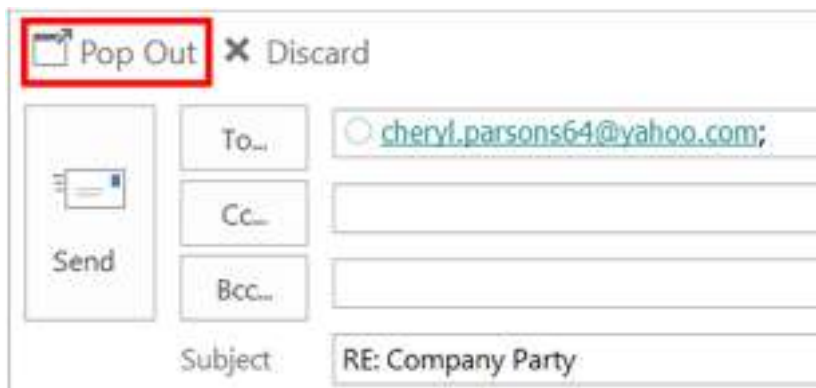 Pop Out Discard
To... cheryl.parsons64@yahoo.com;
Cc...
Send
Bcc...
Subject RE: Company Party